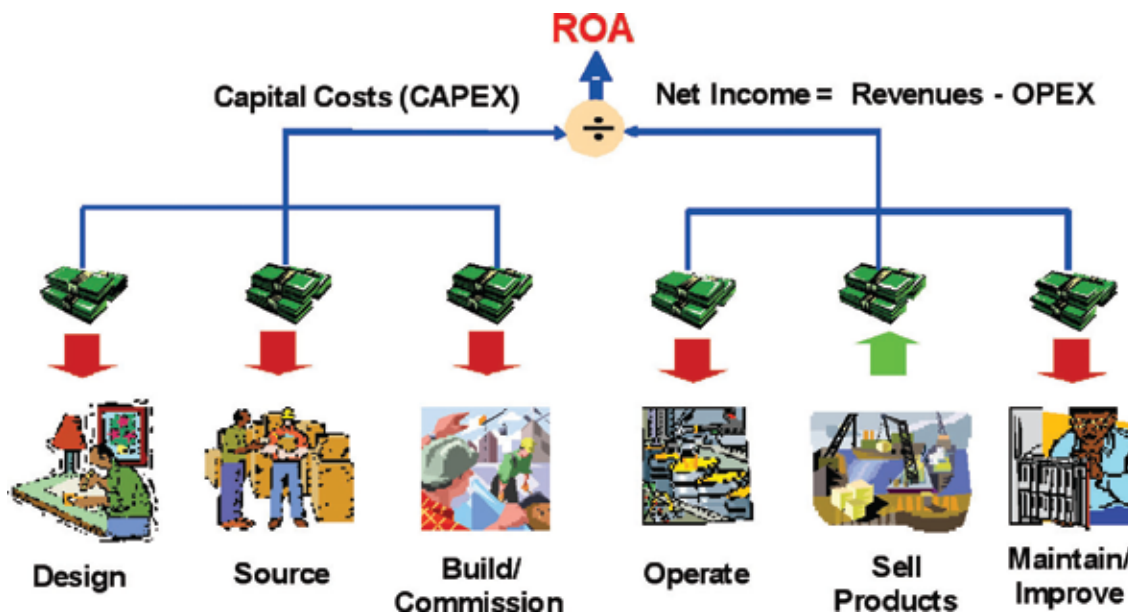 ROA
Capital Costs (CAPEX)
Net Income = Revenues - OPEX
÷
Design
Source
Build/
Commission
Operate
Sell
Products
Maintain/
Improve